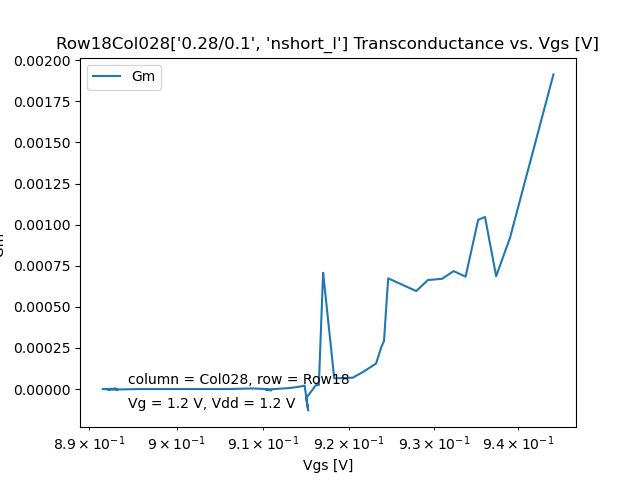 Row18Col028['0.28/0.1', 'nshort_l'] Transconductance vs. Vgs [V]
Gm
0.00200
0.00175
0.00150
0.00125
0.00100
0.00075
0.00050
0.00025
0.00000
Gm
column = Col028, row = Row18
Vg = 1.2 V, Vdd = 1.2 V
8.9 × 10⁻¹
9 × 10⁻¹
9.1 × 10⁻¹
9.2 × 10⁻¹
9.3 × 10⁻¹
9.4 × 10⁻¹
Vgs [V]